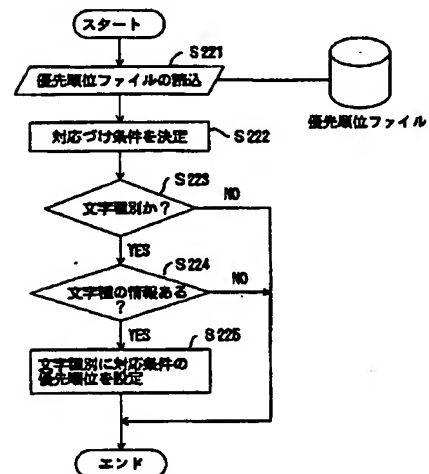 スタート
S221
優先順位ファイルの読込
優先順位ファイル
対応づけ条件を決定
S222
S223
文字種別か?
NO
YES
S224
文字種の情報ある
?
NO
YES
S225
文字種別に対応条件の
優先順位を設定
エンド